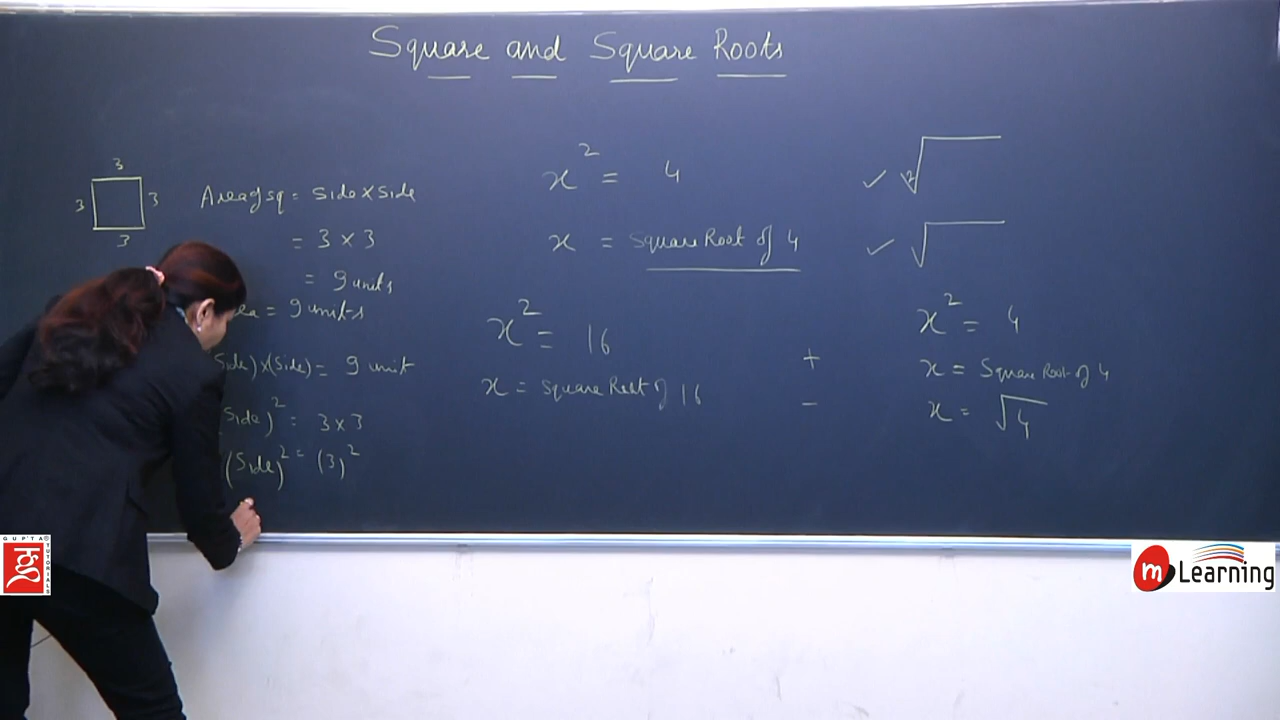 Square and Square Roots
3
3 3
3
Area of sq = Side × Side
= 3 × 3
= 9 units
= 9 units
Side) × (Side) = 9 unit
Side)² = 3 × 3
(Side)² = (3)²
x² = 4
x = Square Root of 4
x² = 16
x = Square Root of 16
+
−
✓ √
✓ √
x² = 4
x = Square Root of 4
x = √4
GUPTA
TUTORIALS
m Learning